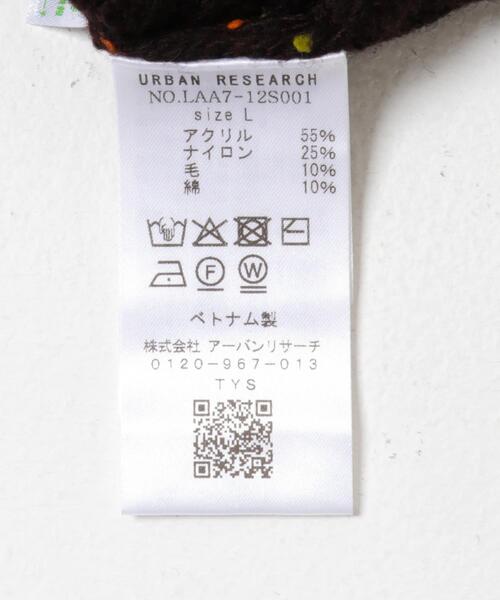 URBAN RESEARCH
NO.LAA7-12S001
size L
アクリル 55%
ナイロン 25%
毛 10%
綿 10%
F W
ベトナム製
株式会社 アーバンリサーチ
0120-967-013
TYS